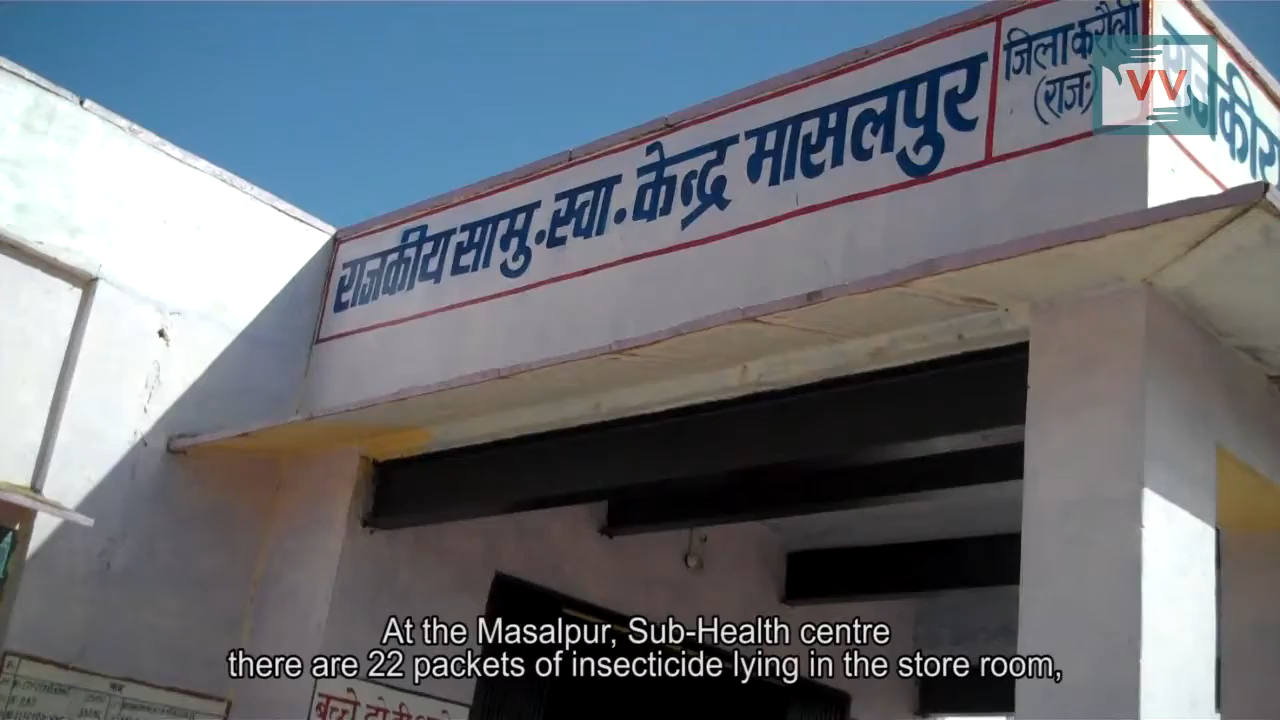 राजकीय सामु. स्वा. केन्द्र मासलपुर
जिला करौली
(राज.)
VV
At the Masalpur, Sub-Health centre
there are 22 packets of insecticide lying in the store room,